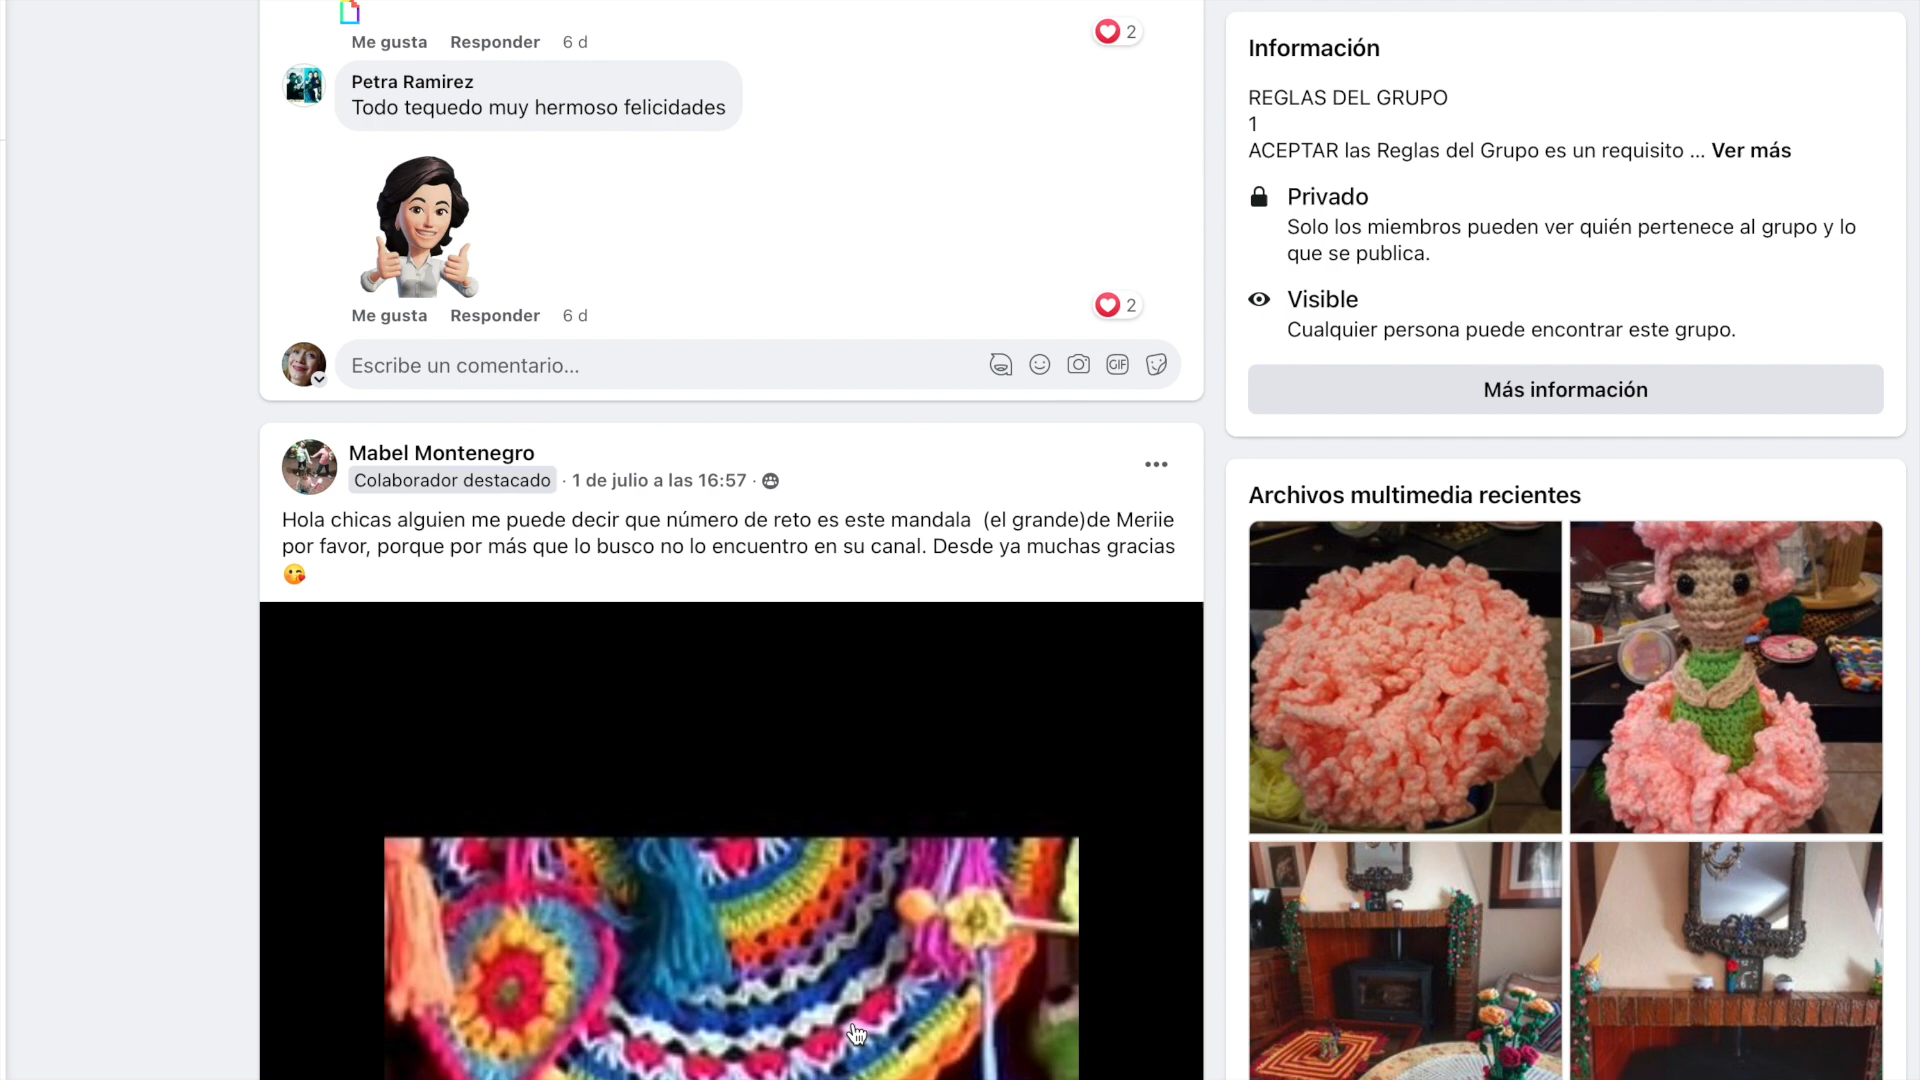 Me gusta Responder 6 d
2
Petra Ramirez
Todo tequedo muy hermoso felicidades
Me gusta Responder 6 d
2
Escribe un comentario...
GIF
Mabel Montenegro
Colaborador destacado · 1 de julio a las 16:57 ·
Hola chicas alguien me puede decir que número de reto es este mandala (el grande)de Meriie
por favor, porque por más que lo busco no lo encuentro en su canal. Desde ya muchas gracias
😘
Información
REGLAS DEL GRUPO
1
ACEPTAR las Reglas del Grupo es un requisito ... Ver más
Privado
Solo los miembros pueden ver quién pertenece al grupo y lo
que se publica.
Visible
Cualquier persona puede encontrar este grupo.
Más información
Archivos multimedia recientes